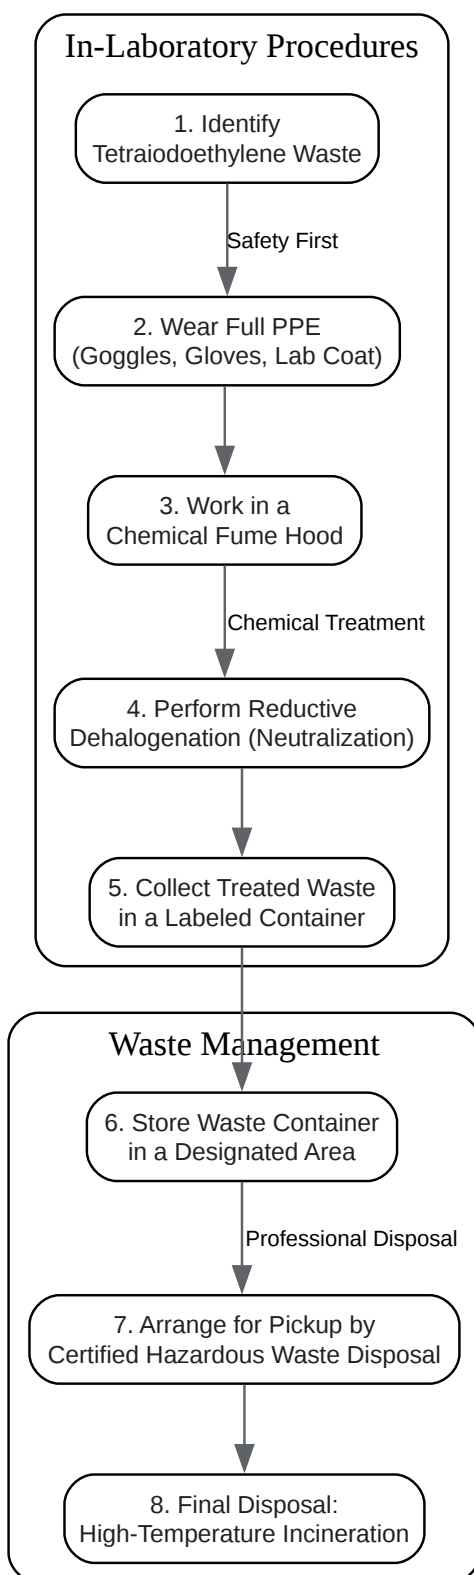 In-Laboratory Procedures
1. Identify
Tetraiodoethylene Waste
Safety First
2. Wear Full PPE
(Goggles, Gloves, Lab Coat)
3. Work in a
Chemical Fume Hood
Chemical Treatment
4. Perform Reductive
Dehalogenation (Neutralization)
5. Collect Treated Waste
in a Labeled Container
Waste Management
6. Store Waste Container
in a Designated Area
Professional Disposal
7. Arrange for Pickup by
Certified Hazardous Waste Disposal
8. Final Disposal:
High-Temperature Incineration